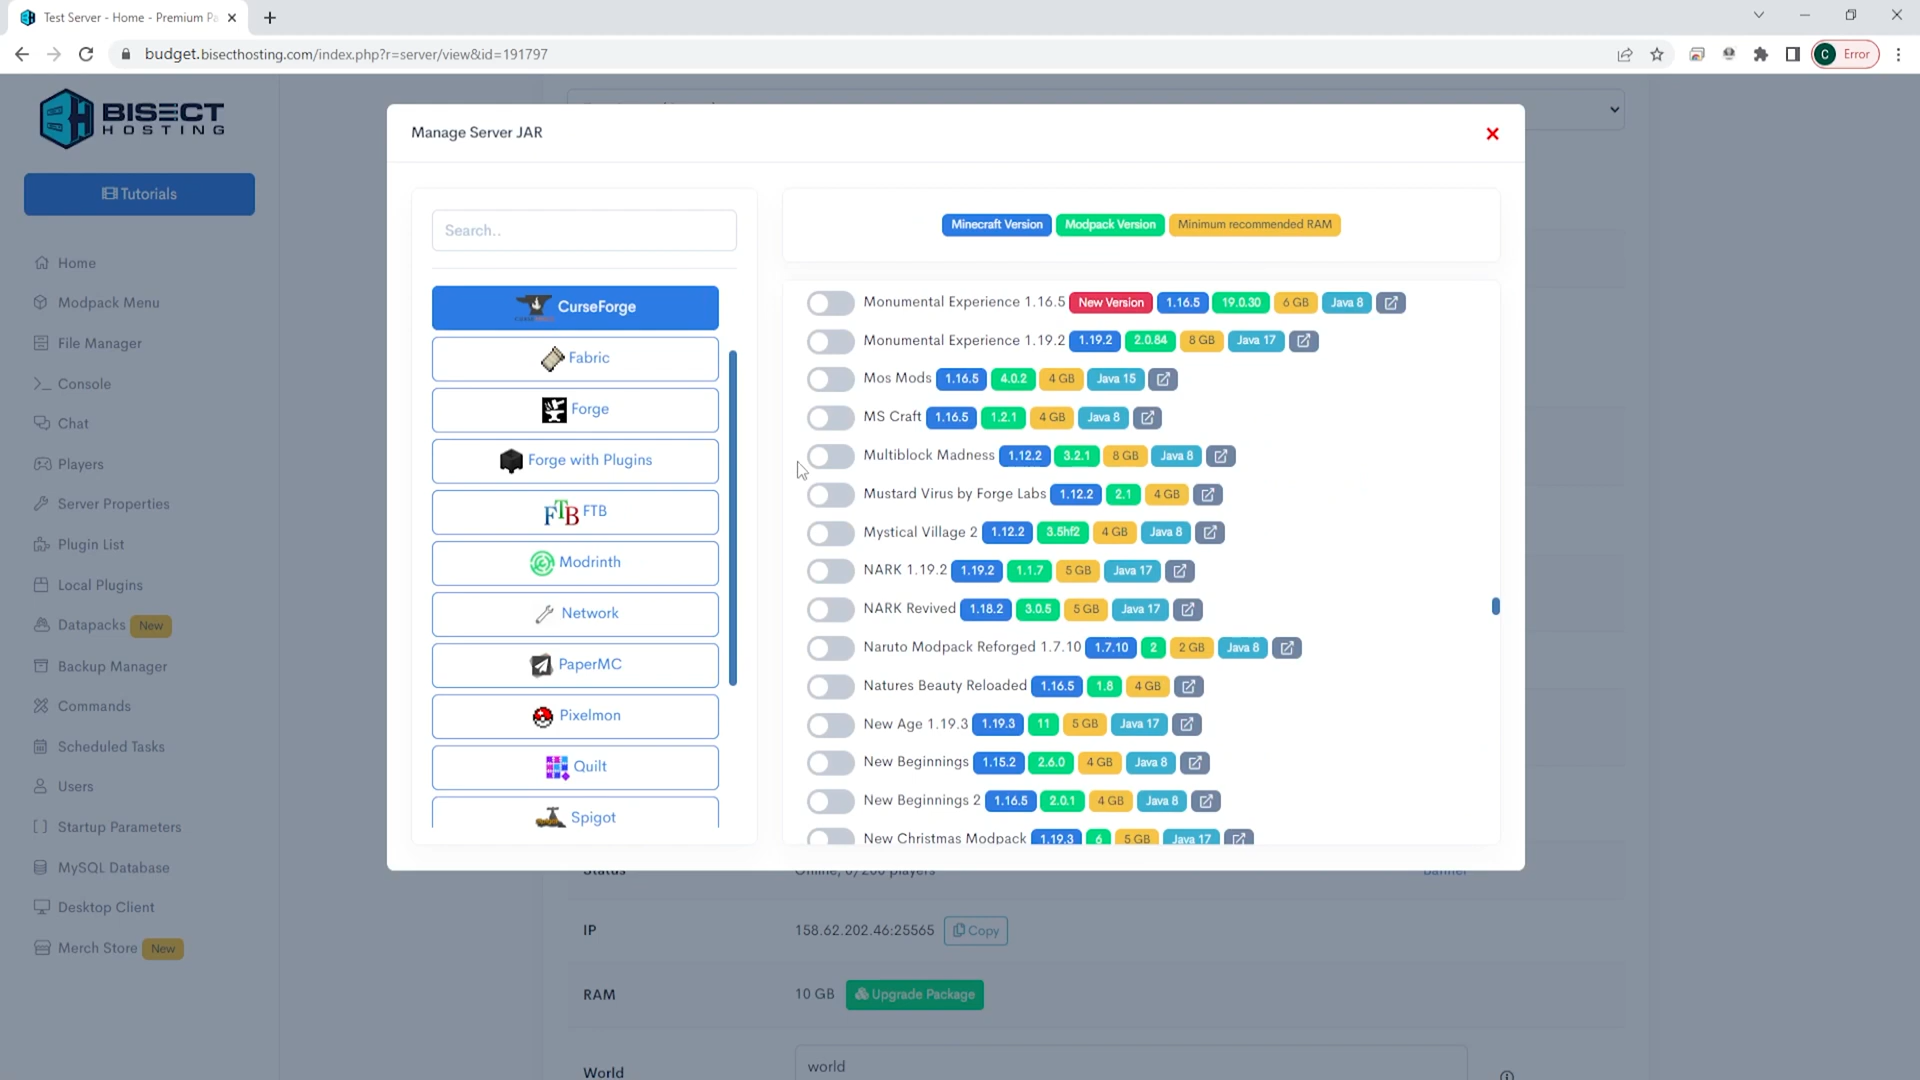 Test Server - Home - Premium Pa
budget.bisecthosting.com/index.php?r=server/view&id=191797
C Error
BISECT
HOSTING
Tutorials
Home
Modpack Menu
File Manager
Console
Chat
Players
Server Properties
Plugin List
Local Plugins
Datapacks New
Backup Manager
Commands
Scheduled Tasks
Users
Startup Parameters
MySQL Database
Desktop Client
Merch Store New
Manage Server JAR
Search..
CurseForge
Fabric
Forge
Forge with Plugins
FTB FTB
Modrinth
Network
PaperMC
Pixelmon
Quilt
Spigot
Minecraft Version Modpack Version Minimum recommended RAM
Monumental Experience 1.16.5 New Version 1.16.5 19.0.30 6 GB Java 8
Monumental Experience 1.19.2 1.19.2 2.0.84 8 GB Java 17
Mos Mods 1.16.5 4.0.2 4 GB Java 15
MS Craft 1.16.5 1.2.1 4 GB Java 8
Multiblock Madness 1.12.2 3.2.1 8 GB Java 8
Mustard Virus by Forge Labs 1.12.2 2.1 4 GB
Mystical Village 2 1.12.2 3.5hf2 4 GB Java 8
NARK 1.19.2 1.19.2 1.1.7 5 GB Java 17
NARK Revived 1.18.2 3.0.5 5 GB Java 17
Naruto Modpack Reforged 1.7.10 1.7.10 2 2 GB Java 8
Natures Beauty Reloaded 1.16.5 1.8 4 GB
New Age 1.19.3 1.19.3 11 5 GB Java 17
New Beginnings 1.15.2 2.6.0 4 GB Java 8
New Beginnings 2 1.16.5 2.0.1 4 GB Java 8
New Christmas Modpack 1.19.3 6 5 GB Java 17
Status Online, 0/200 players Banner
IP 158.62.202.46:25565 Copy
RAM 10 GB Upgrade Package
World world